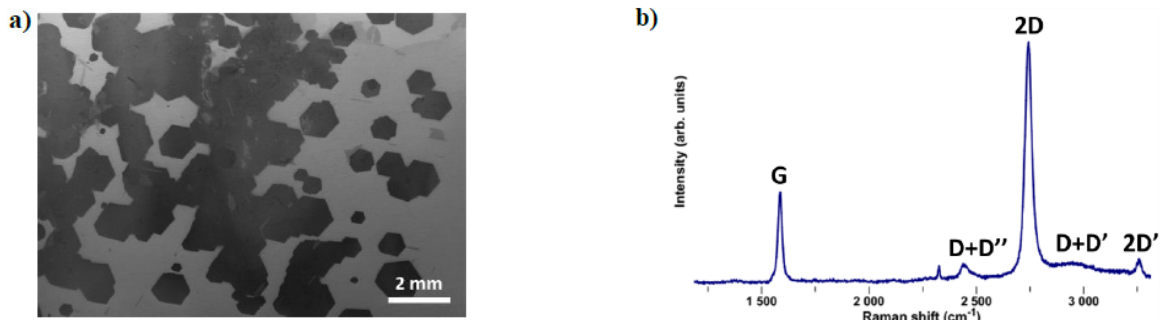 a)
2 mm
b)
2D
G
D+D''
D+D'
2D'
Intensity (arb. units)
1 500
2 000
2 500
3 000
Raman shift (cm-1)